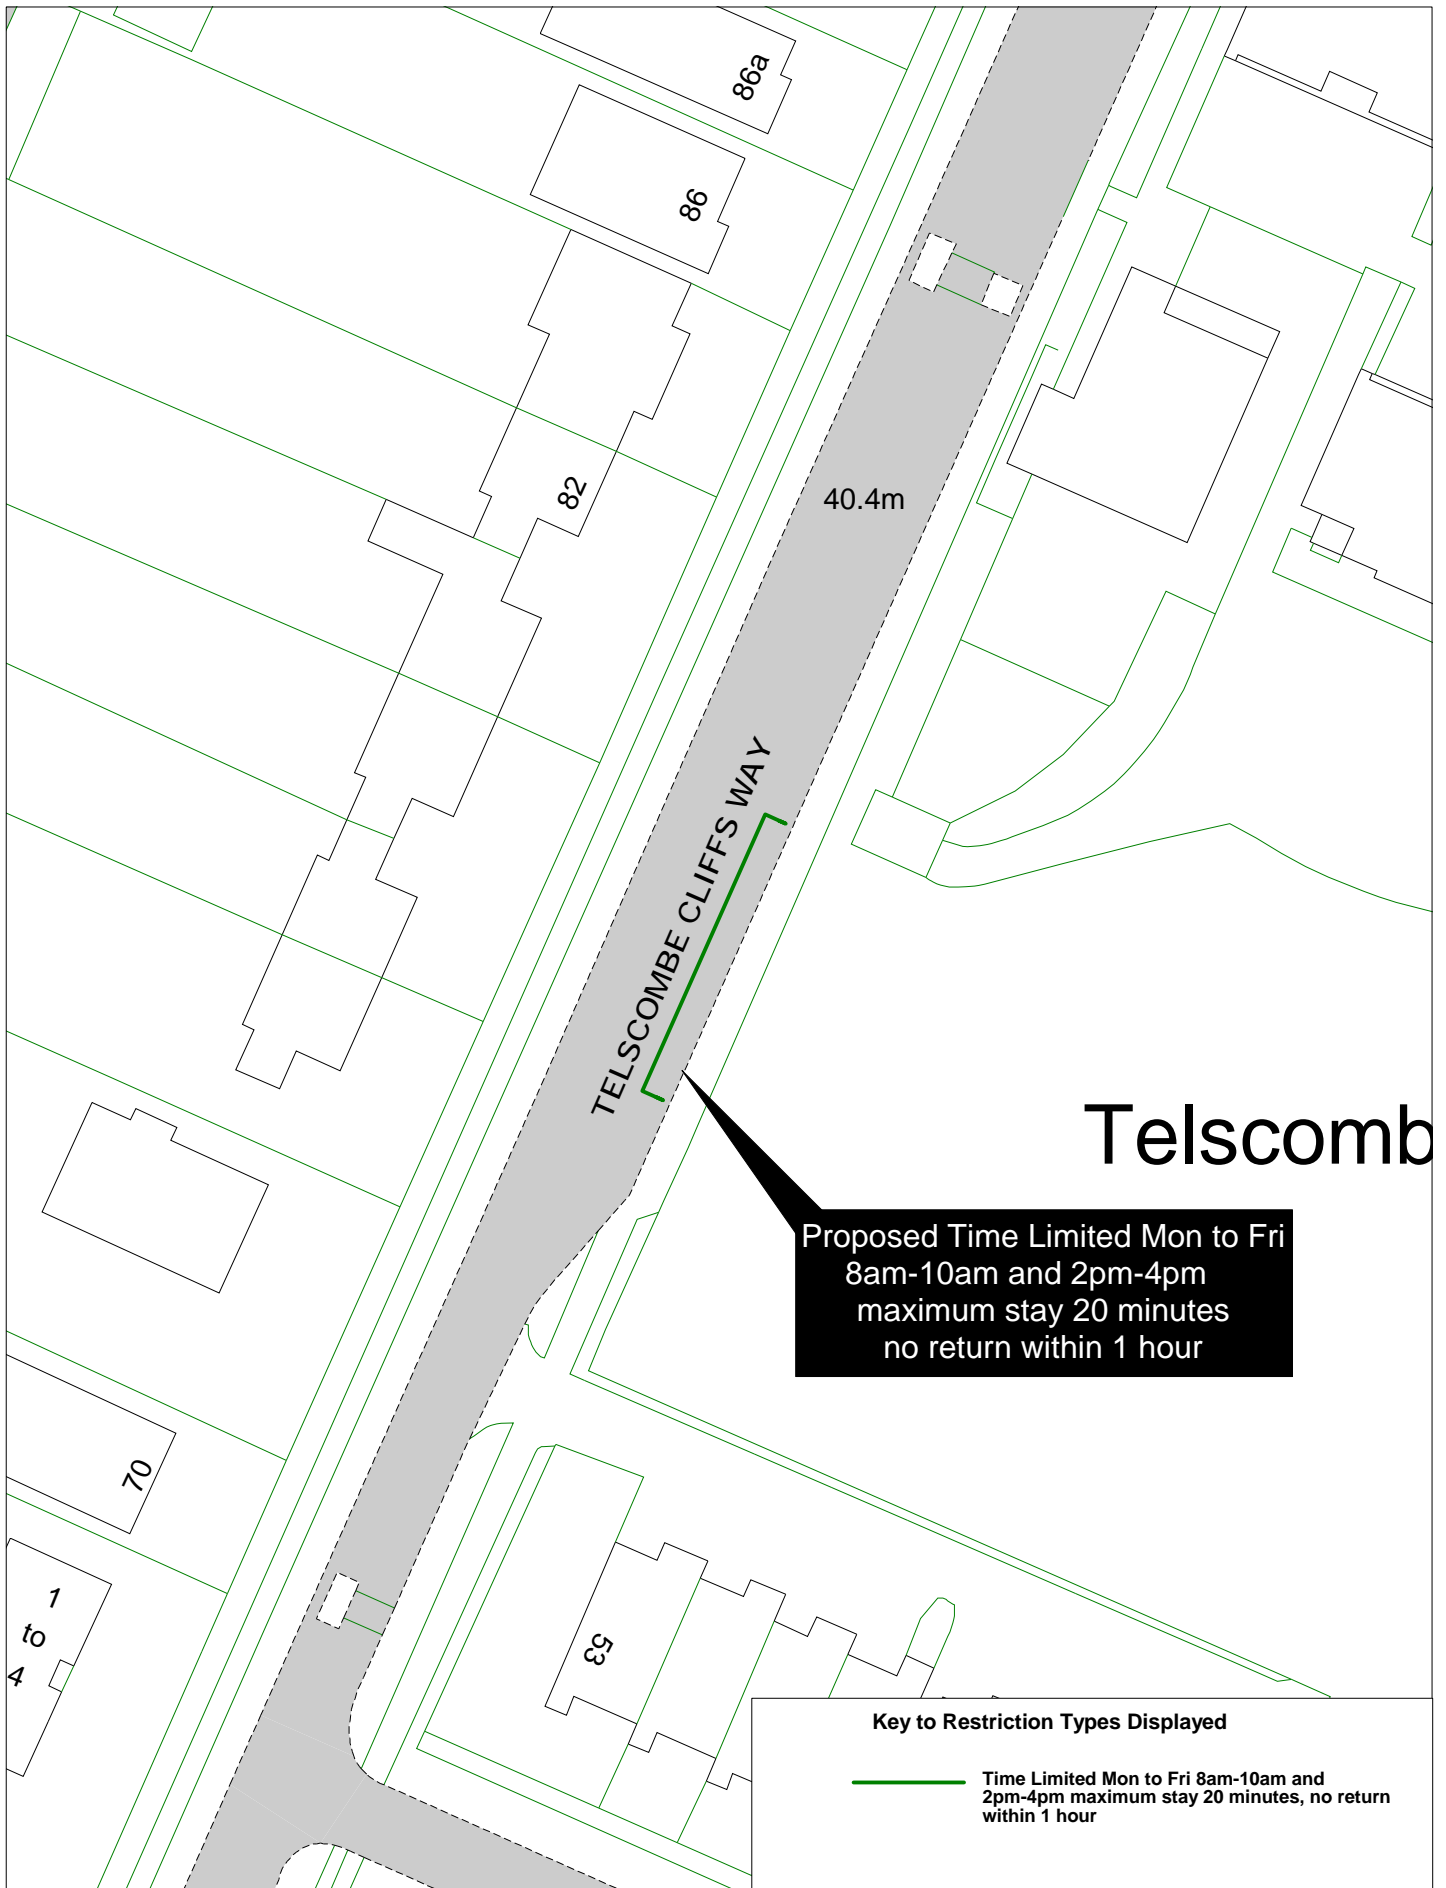 86a
86
82
40.4m
TELSCOMBE CLIFFS WAY
Telscomb
Proposed Time Limited Mon to Fri
8am-10am and 2pm-4pm
maximum stay 20 minutes
no return within 1 hour
70
1
to
4
53
Key to Restriction Types Displayed
Time Limited Mon to Fri 8am-10am and
2pm-4pm maximum stay 20 minutes, no return
within 1 hour